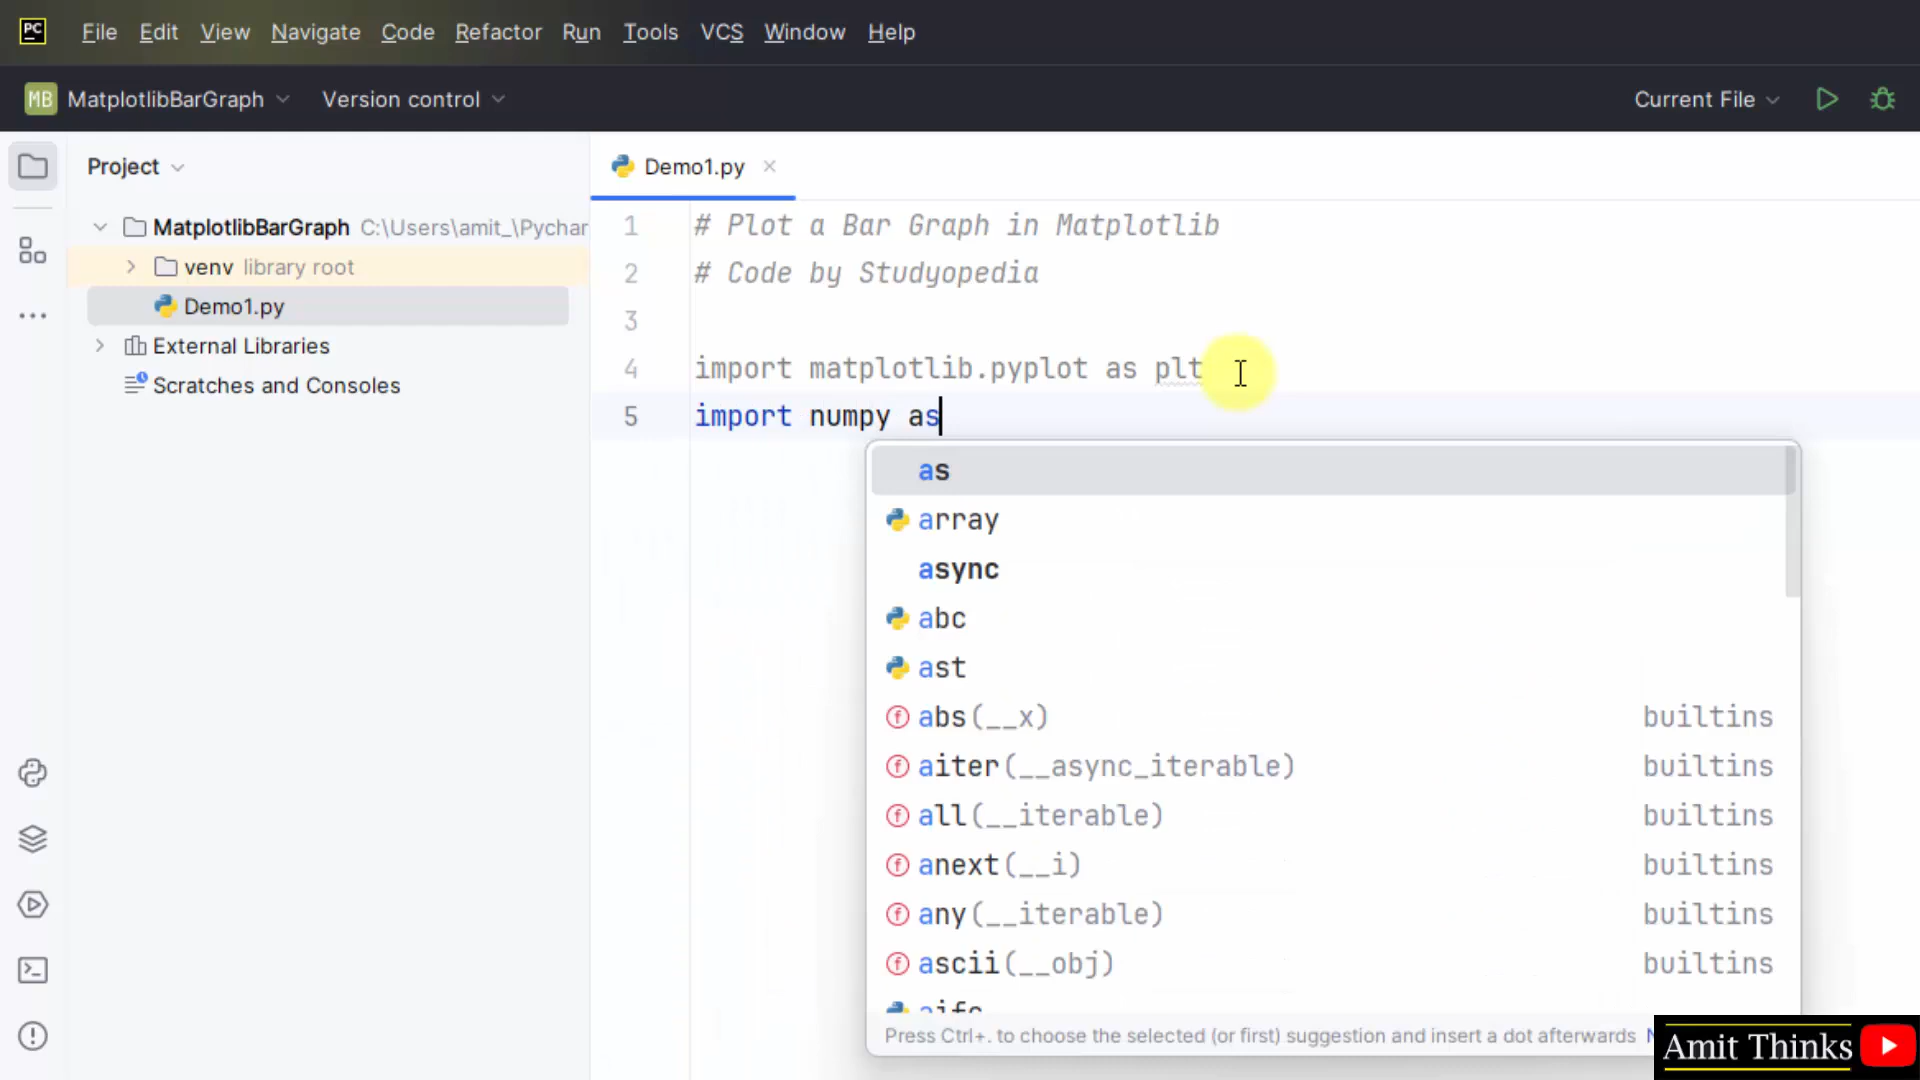 PC File Edit View Navigate Code Refactor Run Tools VCS Window Help
MB MatplotlibBarGraph Version control Current File
Project
Demo1.py
MatplotlibBarGraph C:\Users\amit_\Pychar
venv library root
Demo1.py
External Libraries
Scratches and Consoles
1 # Plot a Bar Graph in Matplotlib
2 # Code by Studyopedia
3
4 import matplotlib.pyplot as plt
5 import numpy as
as
array
async
abc
ast
abs(__x) builtins
aiter(__async_iterable) builtins
all(__iterable) builtins
anext(__i) builtins
any(__iterable) builtins
ascii(__obj) builtins
aifc
Press Ctrl+. to choose the selected (or first) suggestion and insert a dot afterwards
Amit Thinks